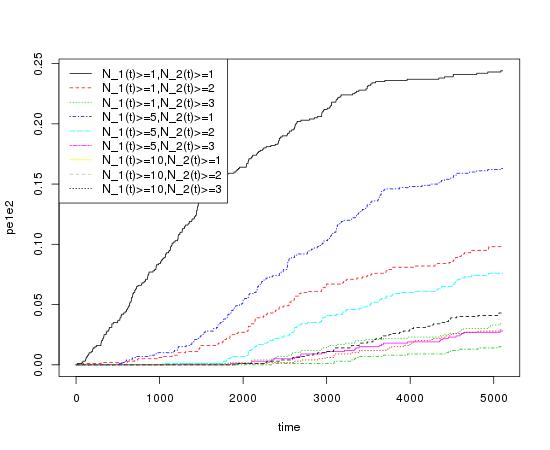 N_1(t)>=1,N_2(t)>=1
N_1(t)>=1,N_2(t)>=2
N_1(t)>=1,N_2(t)>=3
N_1(t)>=5,N_2(t)>=1
N_1(t)>=5,N_2(t)>=2
N_1(t)>=5,N_2(t)>=3
N_1(t)>=10,N_2(t)>=1
N_1(t)>=10,N_2(t)>=2
N_1(t)>=10,N_2(t)>=3
pe1e2
0.25
0.20
0.15
0.10
0.05
0.00
0 1000 2000 3000 4000 5000
time